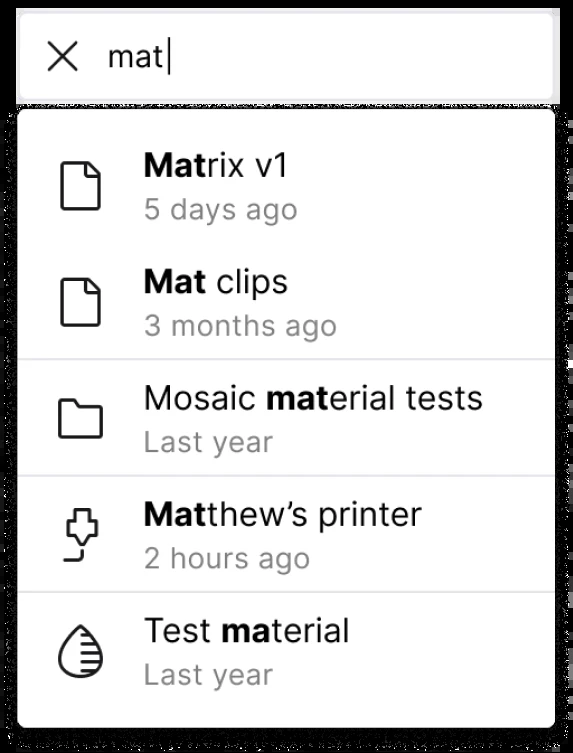 mat
Matrix v1
5 days ago
Mat clips
3 months ago
Mosaic material tests
Last year
Matthew’s printer
2 hours ago
Test material
Last year